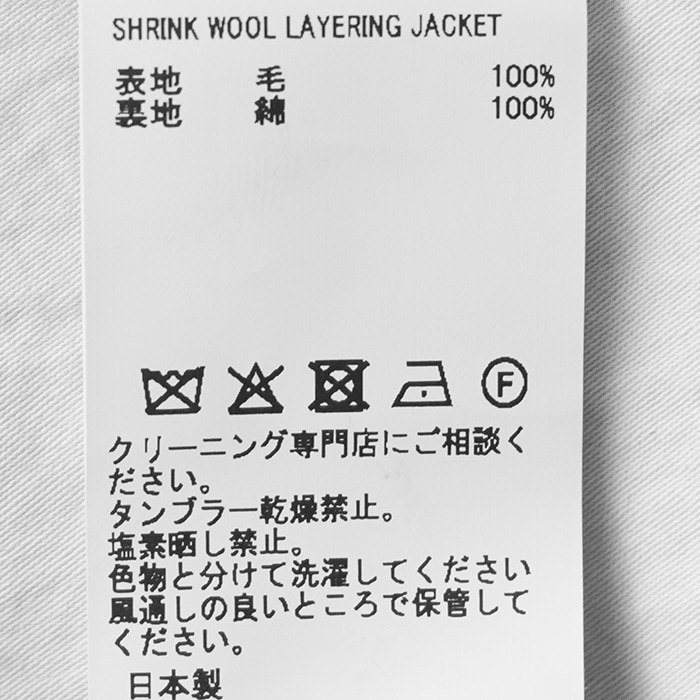 SHRINK WOOL LAYERING JACKET
表地 毛 100%
裏地 綿 100%
F
クリーニング専門店にご相談く
ださい。
タンブラー乾燥禁止。
塩素晒し禁止。
色物と分けて洗濯してください
風通しの良いところで保管して
ください。
日本製